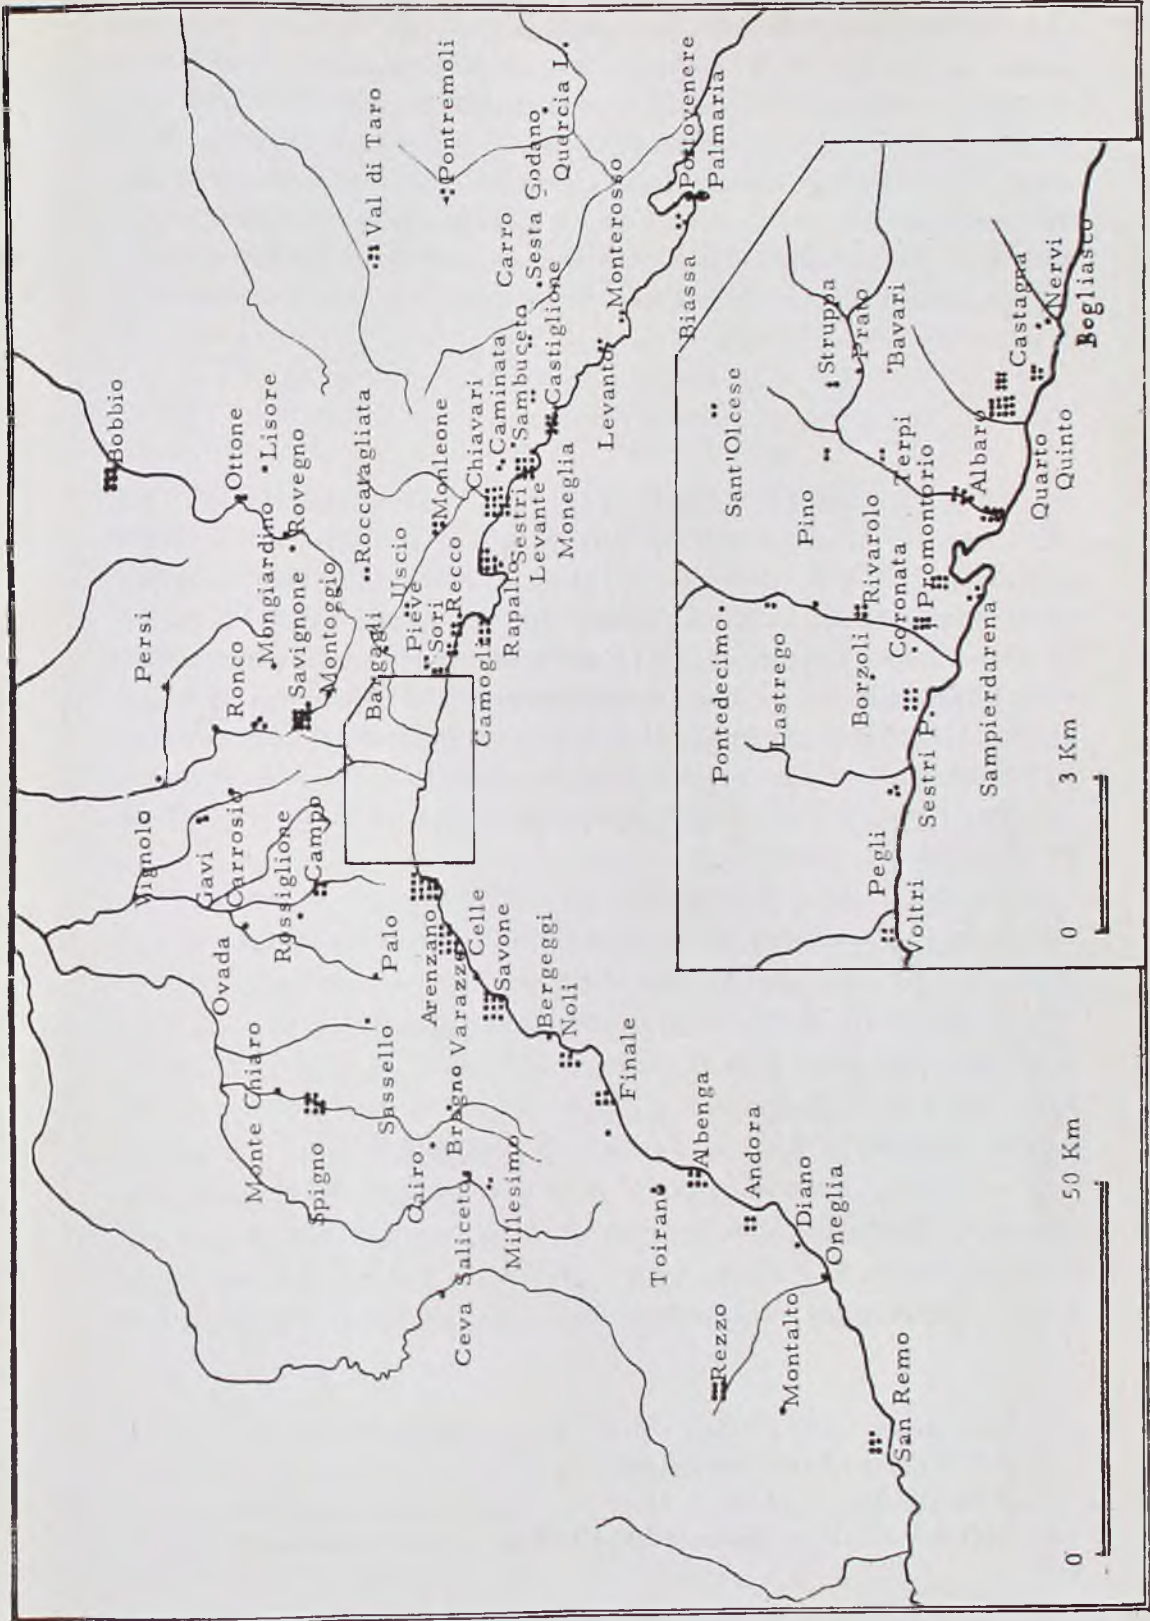 Bobbio
Ottone
Lisore
Rovegno
Mongiardino
Savignone
Montoggio
Persi
Ronco
Vignolo
Gavi
Carrosio
Rossiglione
Campo
Ovada
Palo
Monte Chiaro
Spigno
Sassello
Cairo
Bragno
Saliceto
Millesimo
Ceva
Val di Taro
Pontremoli
Roccatagliata
Monleone
Uscio
Bargagli
Pieve
Sori
Recco
Camogli
Rapallo
Chiavari
Caminata
Sambuceto
Carro
Sesta Godano
Quercia L.
Castiglione
Sestri
Levante
Moneglia
Levanto
Monterosso
Biassa
Portovenere
Palmaria
Arenzano
Varazze
Celle
Savone
Bergeggi
Noli
Finale
Toirano
Albenga
Andora
Diano
Oneglia
Rezzo
Montalto
San Remo
0
50 Km
Sant'Olcese
Struppa
Prato
Bavari
Pino
Terpi
Pontedecimo
Lastrego
Rivarolo
Borzoli
Coronata
Promontorio
Albaro
Castagna
Nervi
Bogliasco
Quarto
Quinto
Sampierdarena
Sestri P.
Pegli
Voltri
0
3 Km